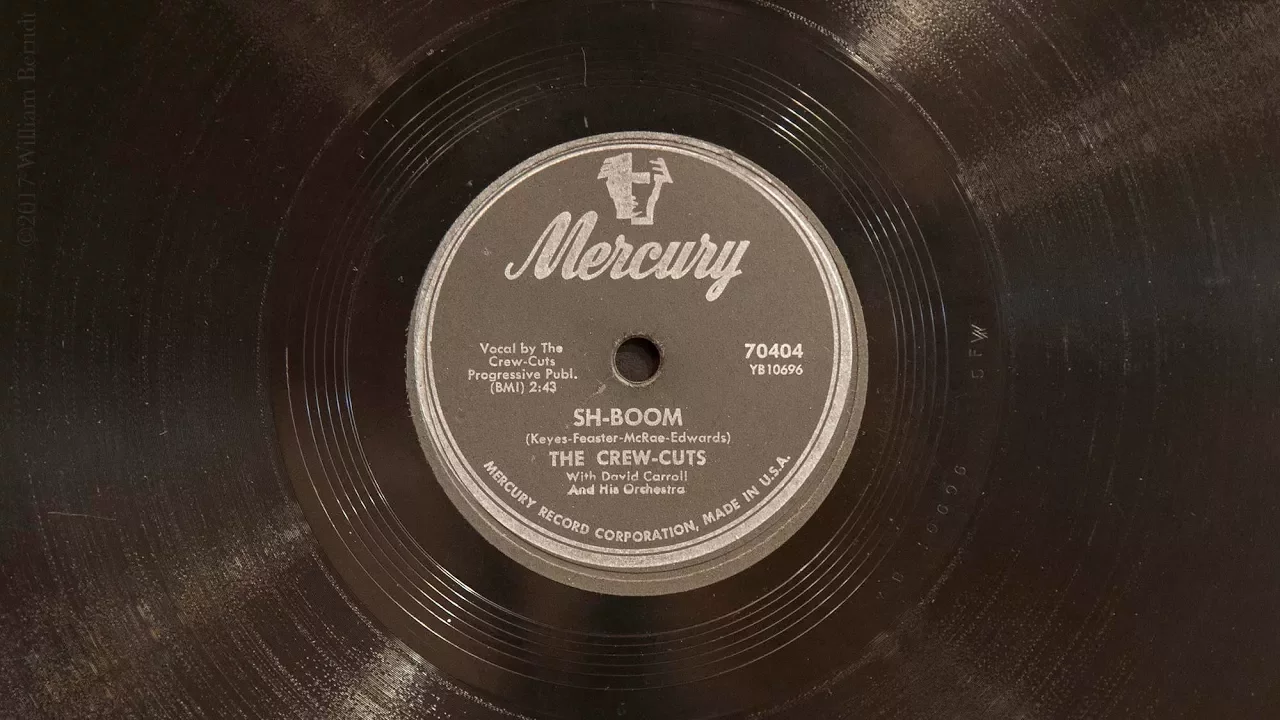 ©2017 William Berndt
Mercury
Vocal by The
Crew-Cuts
Progressive Publ.
(BMI) 2:43
70404
YB10696
SH-BOOM
(Keyes-Feaster-McRae-Edwards)
THE CREW-CUTS
With David Carroll
And His Orchestra
MERCURY RECORD CORPORATION, MADE IN U.S.A.